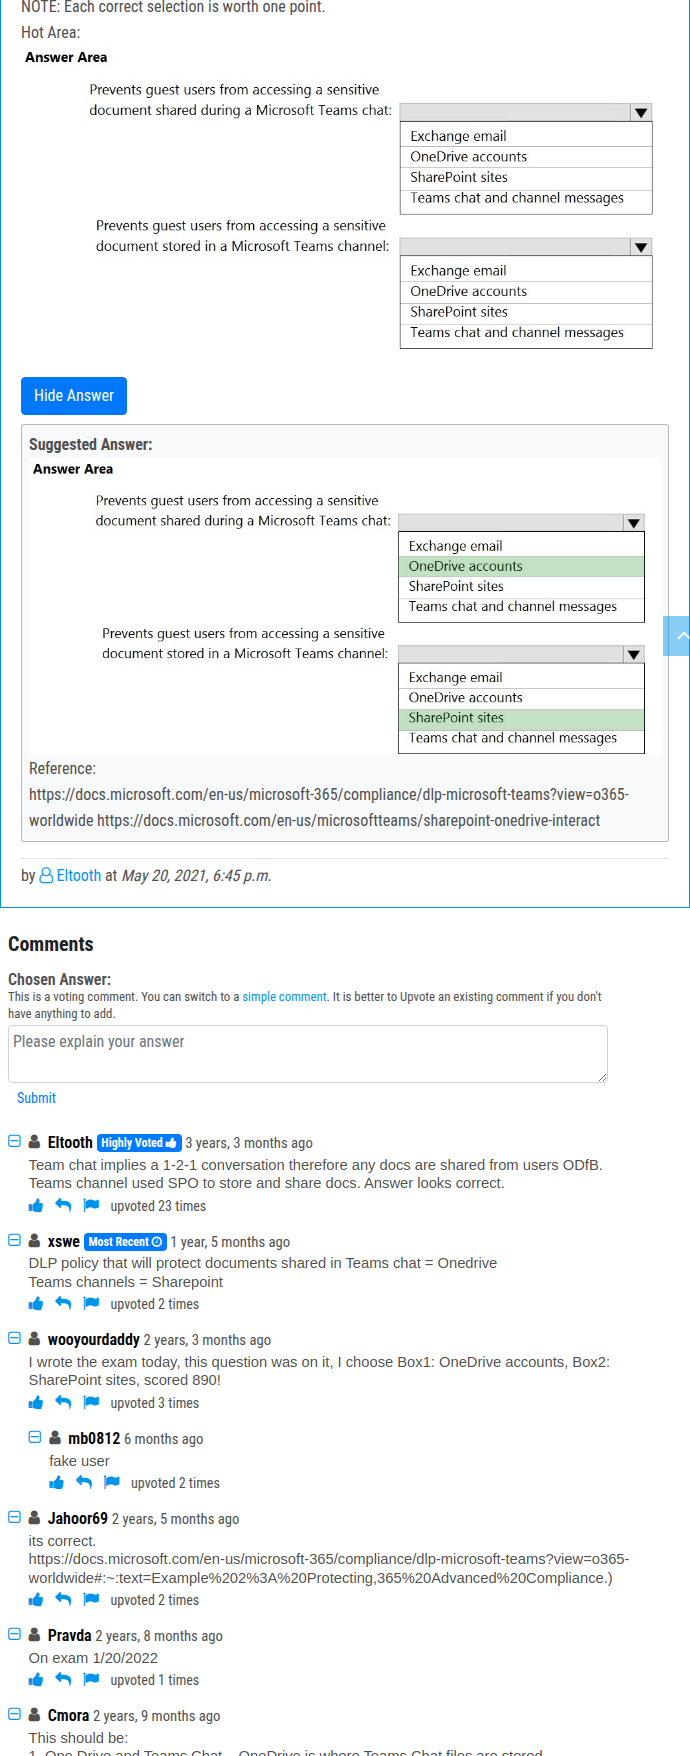 NOTE: Each correct selection is worth one point.
Hot Area:
Answer Area
Prevents guest users from accessing a sensitive
document shared during a Microsoft Teams chat:
Exchange email
OneDrive accounts
SharePoint sites
Teams chat and channel messages
Prevents guest users from accessing a sensitive
document stored in a Microsoft Teams channel:
Exchange email
OneDrive accounts
SharePoint sites
Teams chat and channel messages
Hide Answer
Suggested Answer:
Answer Area
Prevents guest users from accessing a sensitive
document shared during a Microsoft Teams chat:
Exchange email
OneDrive accounts
SharePoint sites
Teams chat and channel messages
Prevents guest users from accessing a sensitive
document stored in a Microsoft Teams channel:
Exchange email
OneDrive accounts
SharePoint sites
Teams chat and channel messages
Reference:
https://docs.microsoft.com/en-us/microsoft-365/compliance/dlp-microsoft-teams?view=o365-
worldwide https://docs.microsoft.com/en-us/microsoftteams/sharepoint-onedrive-interact
by Eltooth at May 20, 2021, 6:45 p.m.
Comments
Chosen Answer:
This is a voting comment. You can switch to a simple comment. It is better to Upvote an existing comment if you don't
have anything to add.
Please explain your answer
Submit
Eltooth Highly Voted 3 years, 3 months ago
Team chat implies a 1-2-1 conversation therefore any docs are shared from users ODfB.
Teams channel used SPO to store and share docs. Answer looks correct.
upvoted 23 times
xswe Most Recent 1 year, 5 months ago
DLP policy that will protect documents shared in Teams chat = Onedrive
Teams channels = Sharepoint
upvoted 2 times
wooyourdaddy 2 years, 3 months ago
I wrote the exam today, this question was on it, I choose Box1: OneDrive accounts, Box2:
SharePoint sites, scored 890!
upvoted 3 times
mb0812 6 months ago
fake user
upvoted 2 times
Jahoor69 2 years, 5 months ago
its correct.
https://docs.microsoft.com/en-us/microsoft-365/compliance/dlp-microsoft-teams?view=o365-
worldwide#:~:text=Example%202%3A%20Protecting,365%20Advanced%20Compliance.)
upvoted 2 times
Pravda 2 years, 8 months ago
On exam 1/20/2022
upvoted 1 times
Cmora 2 years, 9 months ago
This should be:
1. One Drive and Teams Chat - OneDrive is where Teams Chat files are stored